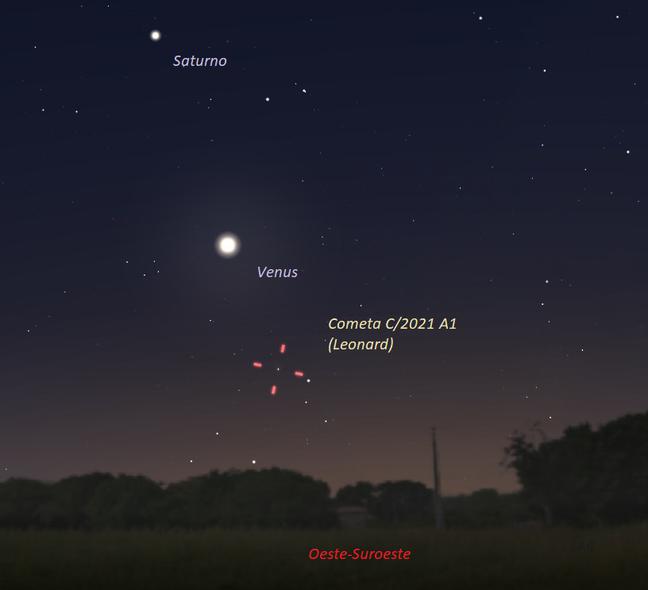 Saturno
Venus
Cometa C/2021 A1
(Leonard)
Oeste-Suroeste